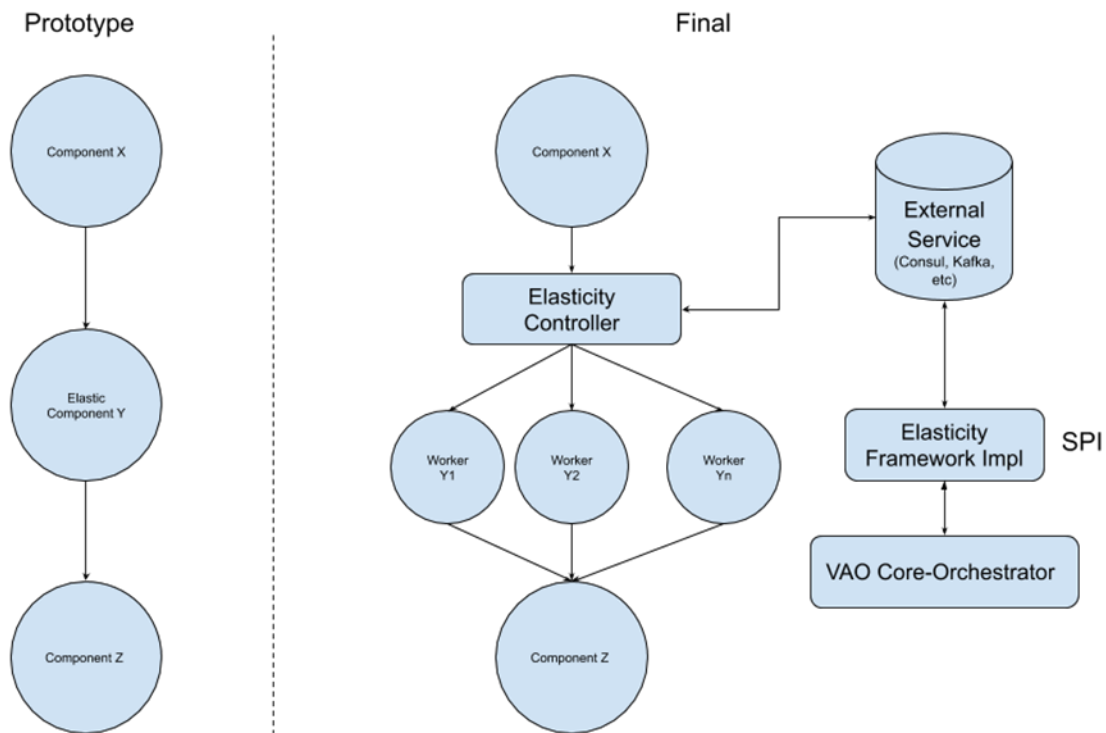 Prototype
Final
Component X
Component X
External
Service
(Consul, Kafka,
etc)
Elasticity
Controller
Elastic
Component Y
Worker
Y1
Worker
Y2
Worker
Yn
Elasticity
Framework Impl
SPI
VAO Core-Orchestrator
Component Z
Component Z